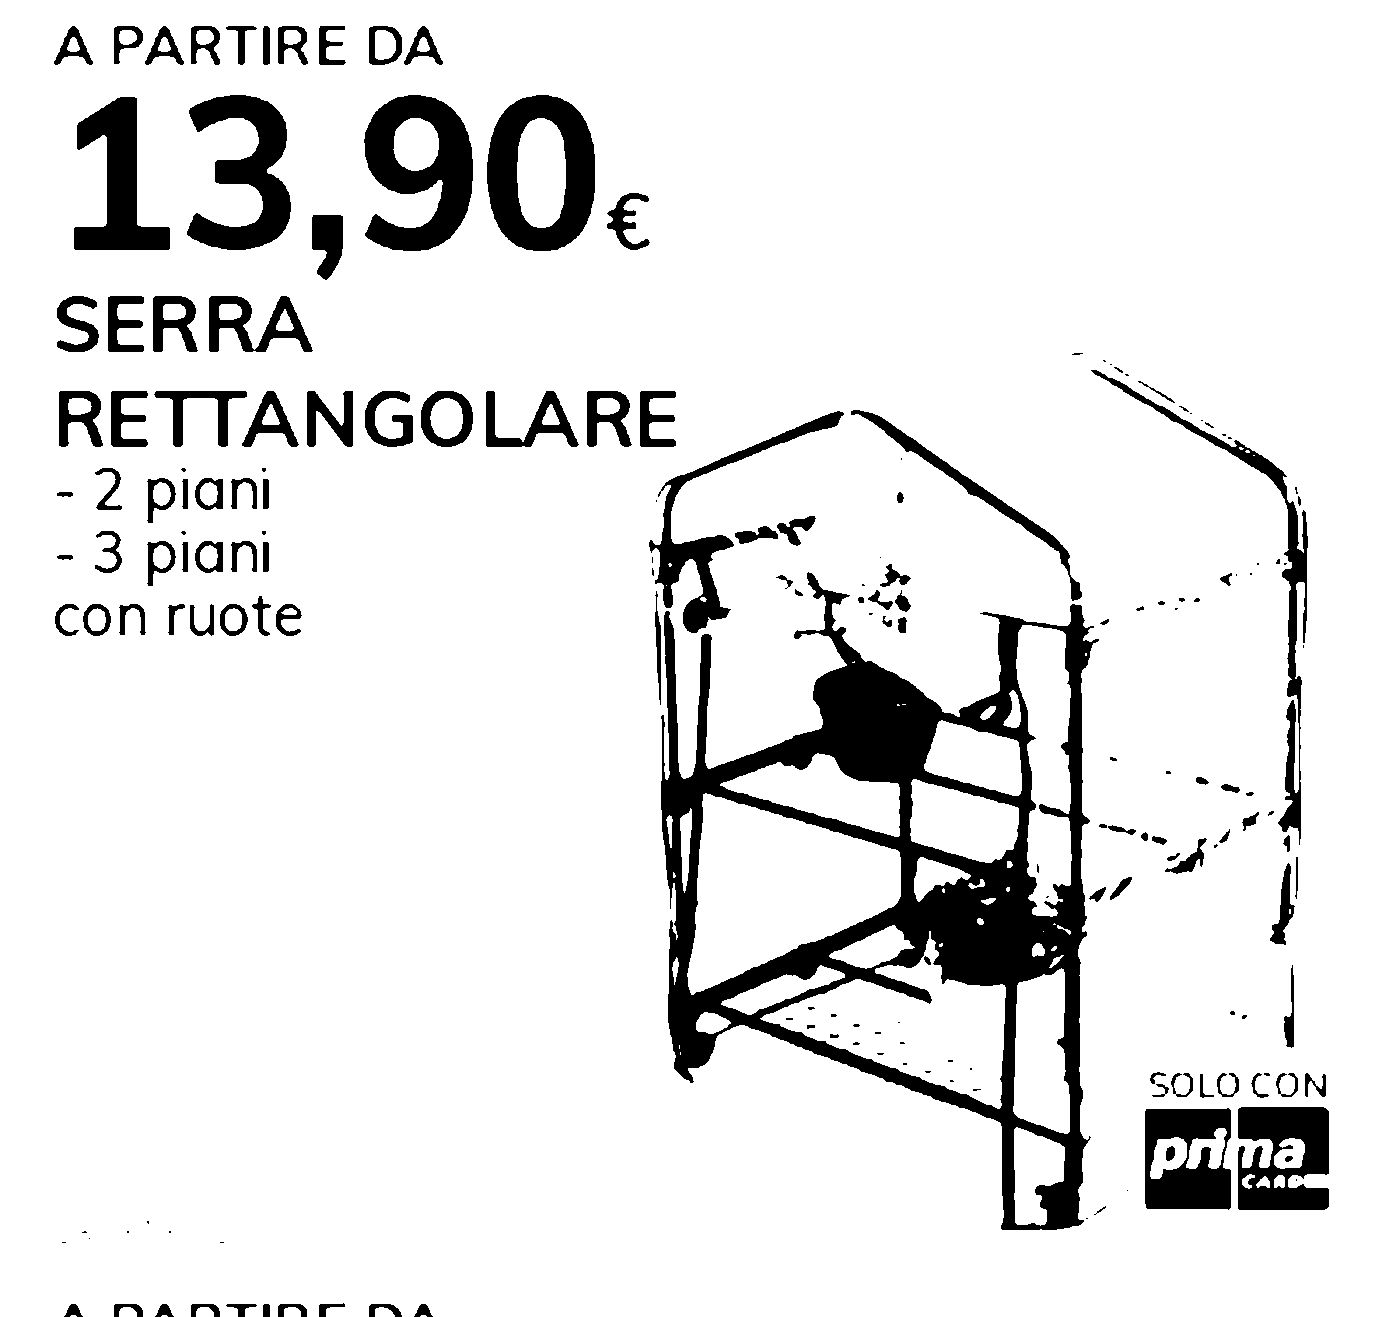 A PARTIRE DA
13,90€
SERRA
RETTANGOLARE
- 2 piani
- 3 piani
con ruote
SOLO CON
prima
CARD
A PARTIRE DA